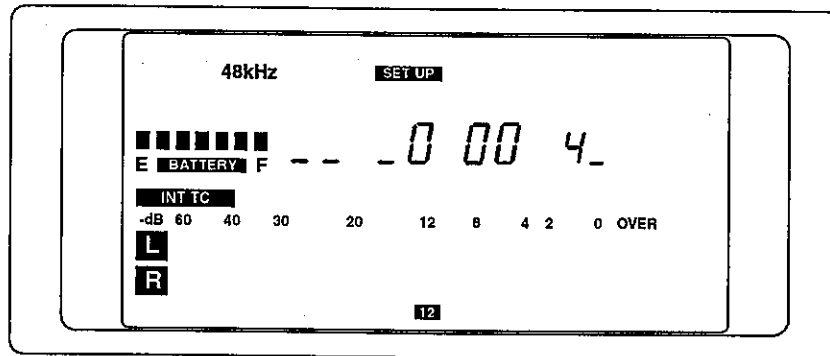 48kHz SET UP
_ _ _0 00 4_
E BATTERY F
INT TC
-dB 60 40 30 20 12 8 4 2 0 OVER
L
R
12